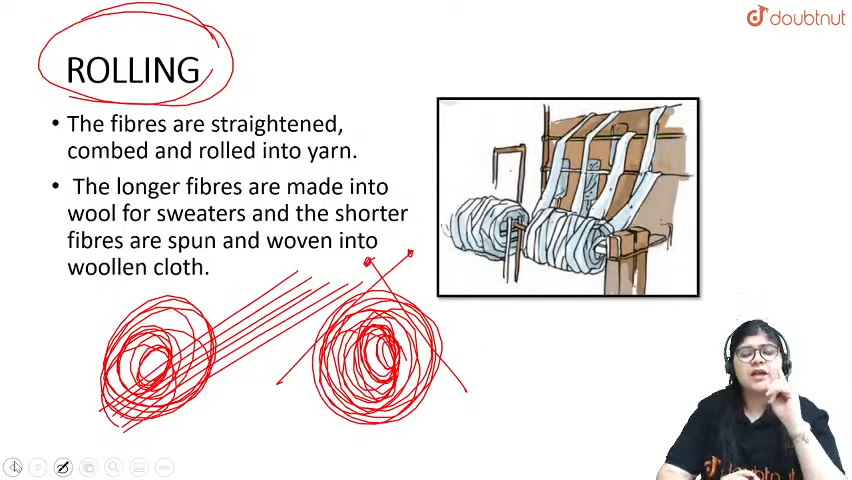 doubtnut
ROLLING
• The fibres are straightened,
combed and rolled into yarn.
• The longer fibres are made into
wool for sweaters and the shorter
fibres are spun and woven into
woollen cloth.
doubtnut